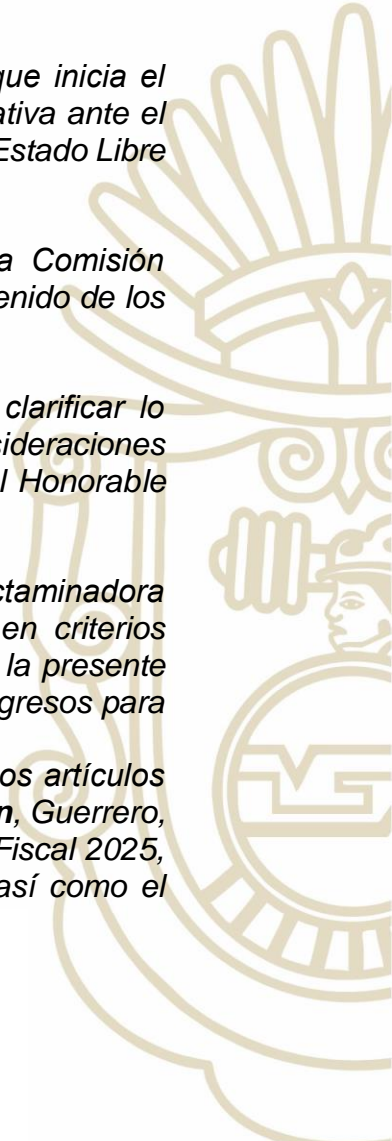 que inicia el
ativa ante el
Estado Libre
a Comisión
enido de los
clarificar lo
sideraciones
l Honorable
ctaminadora
en criterios
la presente
gresos para
os artículos
n, Guerrero,
Fiscal 2025,
así como el